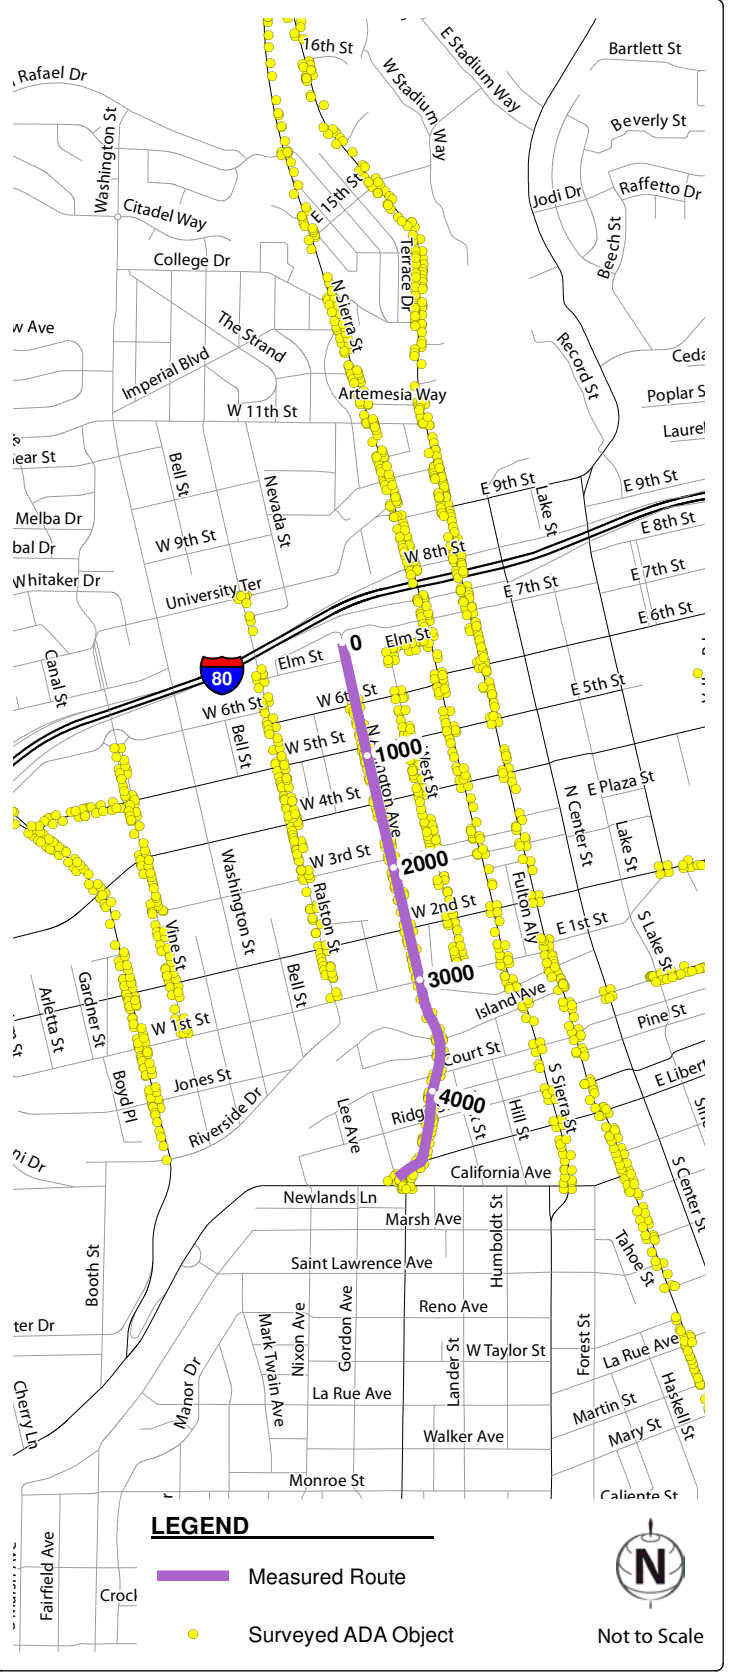 16th St
E Stadium Way
Bartlett St
Rafael Dr
W Stadium Way
Washington St
Beverly St
E 15th St
Jodi Dr
Raffetto Dr
Citadel Way
Terrace Dr
Beech St
College Dr
N Sierra St
The Strand
w Ave
Record St
Imperial Blvd
Ceda
Artemesia Way
Poplar S
W 11th St
Laurel
ear St
Bell St
Nevada St
E 9th St
Lake St
E 9th St
Melba Dr
bal Dr
W 9th St
W 8th St
E 8th St
Whitaker Dr
University Ter
E 7th St
E 7th St
E 6th St
Canal St
Elm St
0
Elm St
80
W 6th St
W 6th St
E 5th St
Bell St
W 5th St
1000
West St
N
ngton Ave
E Plaza St
W 4th St
N Center St
Lake St
W 3rd St
2000
Washington St
Ralston St
Fulton Aly
W 2nd St
E 1st St
Vine St
S Lake St
Bell St
3000
Island Ave
Gardner St
Arletta St
W 1st St
Pine St
Court St
E Libert
Jones St
4000
S Sierra St
Boyd Pl
Riverside Dr
Lee Ave
Ridg
Hill St
ni Dr
California Ave
S Center St
Newlands Ln
Marsh Ave
Humboldt St
Tahoe St
Booth St
Saint Lawrence Ave
Reno Ave
ter Dr
Mark Twain Ave
Nixon Ave
Gordon Ave
Lander St
W Taylor St
Forest St
La Rue Ave
Cherry Ln
Manor Dr
La Rue Ave
Haskell St
Martin St
Mary St
Walker Ave
Monroe St
Caliente St
LEGEND
Fairfield Ave
Measured Route
N
Crock
Surveyed ADA Object
Not to Scale